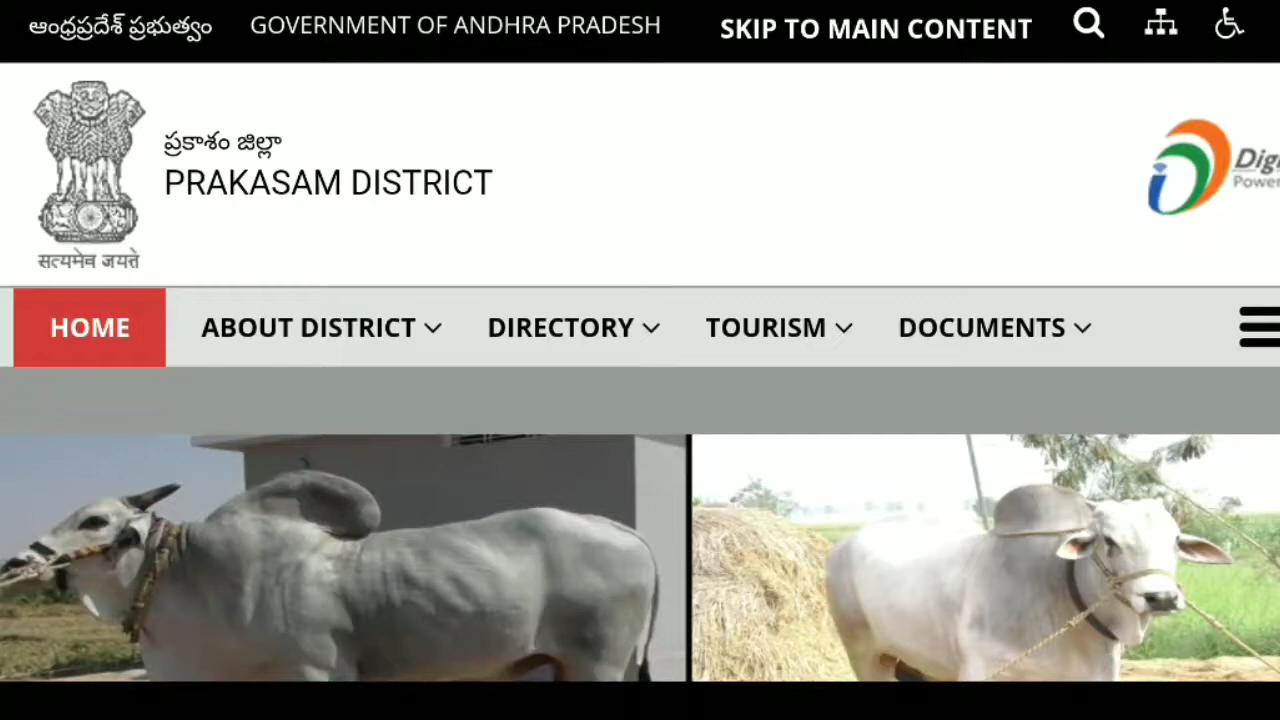 ఆంధ్రప్రదేశ్ ప్రభుత్వం GOVERNMENT OF ANDHRA PRADESH SKIP TO MAIN CONTENT
ప్రకాశం జిల్లా
PRAKASAM DISTRICT
सत्यमेव जयते
HOME ABOUT DISTRICT DIRECTORY TOURISM DOCUMENTS